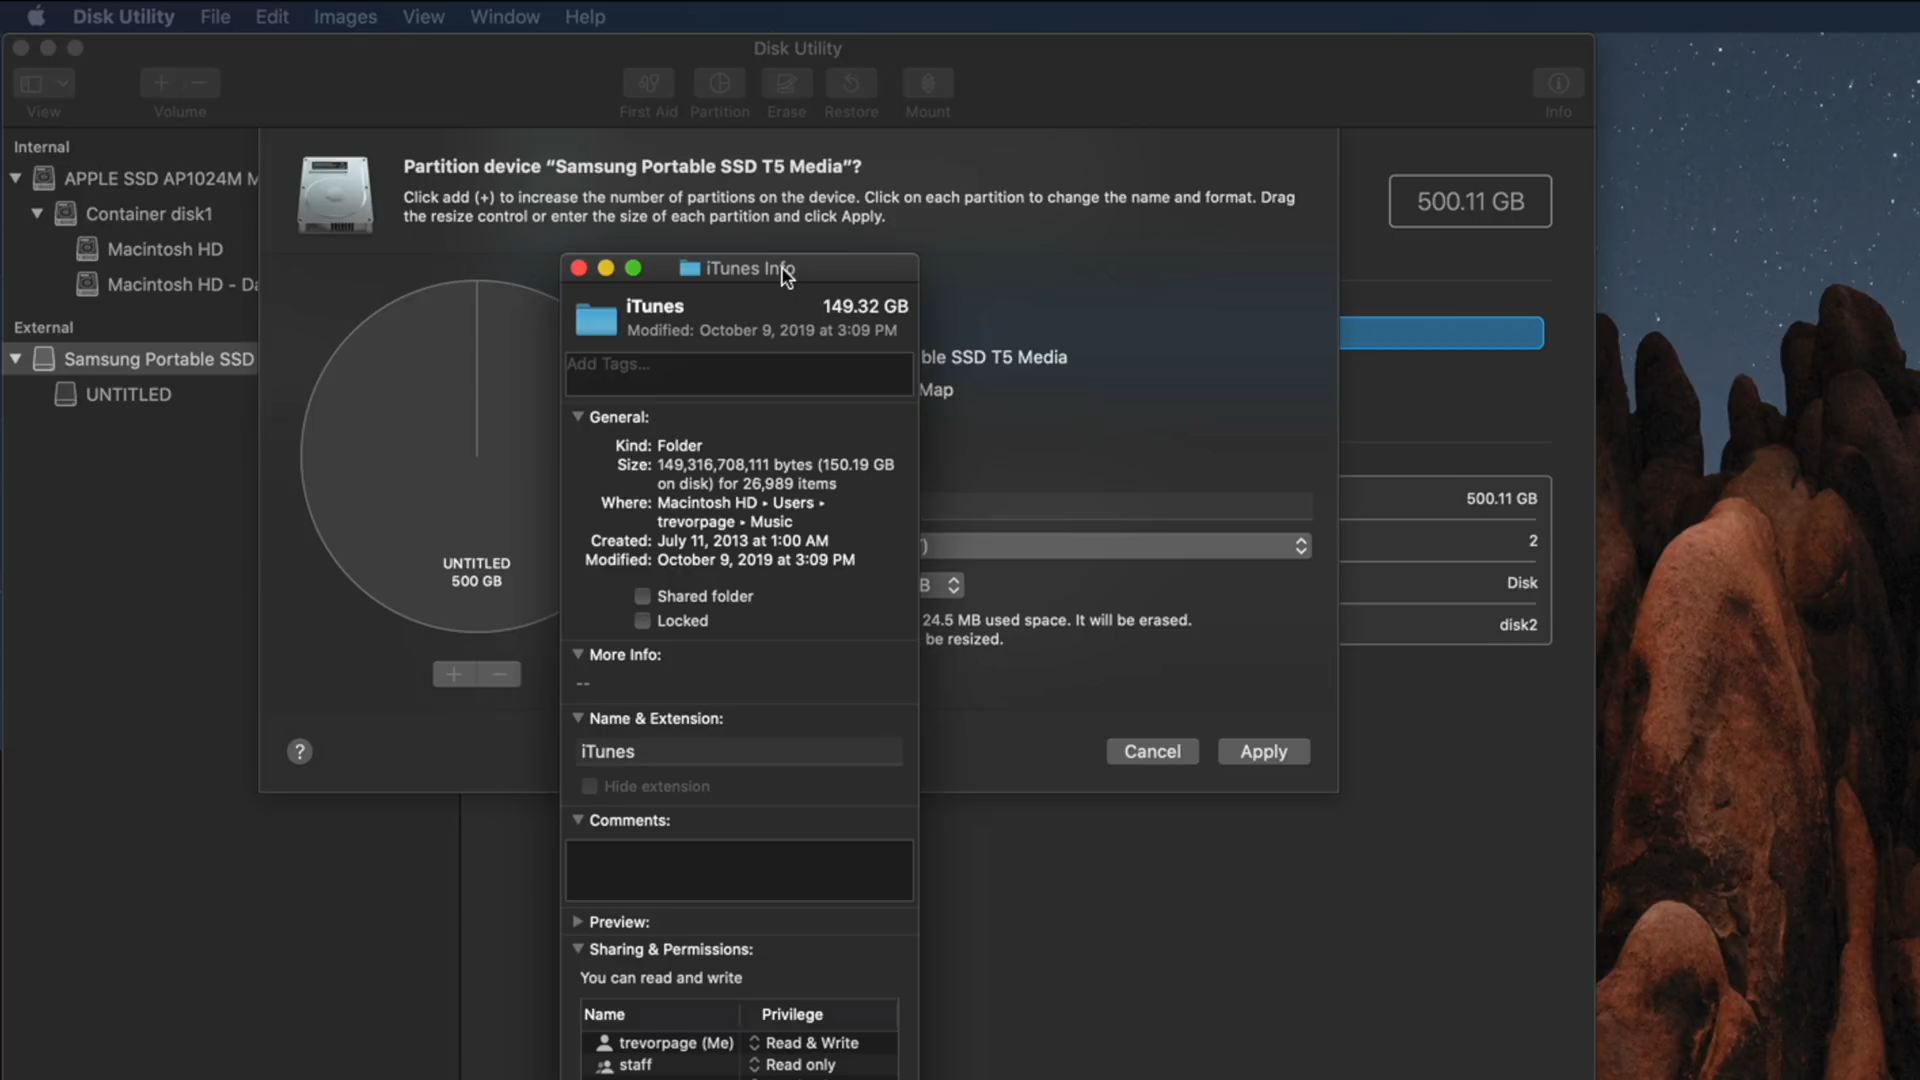 Disk Utility File Edit Images View Window Help
Disk Utility
View Volume First Aid Partition Erase Restore Mount Info
Internal
APPLE SSD AP1024M M
Container disk1
Macintosh HD
Macintosh HD - Da
External
Samsung Portable SSD
UNTITLED
Partition device “Samsung Portable SSD T5 Media”?
Click add (+) to increase the number of partitions on the device. Click on each partition to change the name and format. Drag
the resize control or enter the size of each partition and click Apply.
500.11 GB
UNTITLED
500 GB
ble SSD T5 Media
Map
)
B
24.5 MB used space. It will be erased.
be resized.
?
Cancel
Apply
500.11 GB
2
Disk
disk2
iTunes Info
iTunes 149.32 GB
Modified: October 9, 2019 at 3:09 PM
Add Tags...
General:
Kind: Folder
Size: 149,316,708,111 bytes (150.19 GB
on disk) for 26,989 items
Where: Macintosh HD ▸ Users ▸
trevorpage ▸ Music
Created: July 11, 2013 at 1:00 AM
Modified: October 9, 2019 at 3:09 PM
Shared folder
Locked
More Info:
--
Name & Extension:
iTunes
Hide extension
Comments:
Preview:
Sharing & Permissions:
You can read and write
Name Privilege
trevorpage (Me) Read & Write
staff Read only